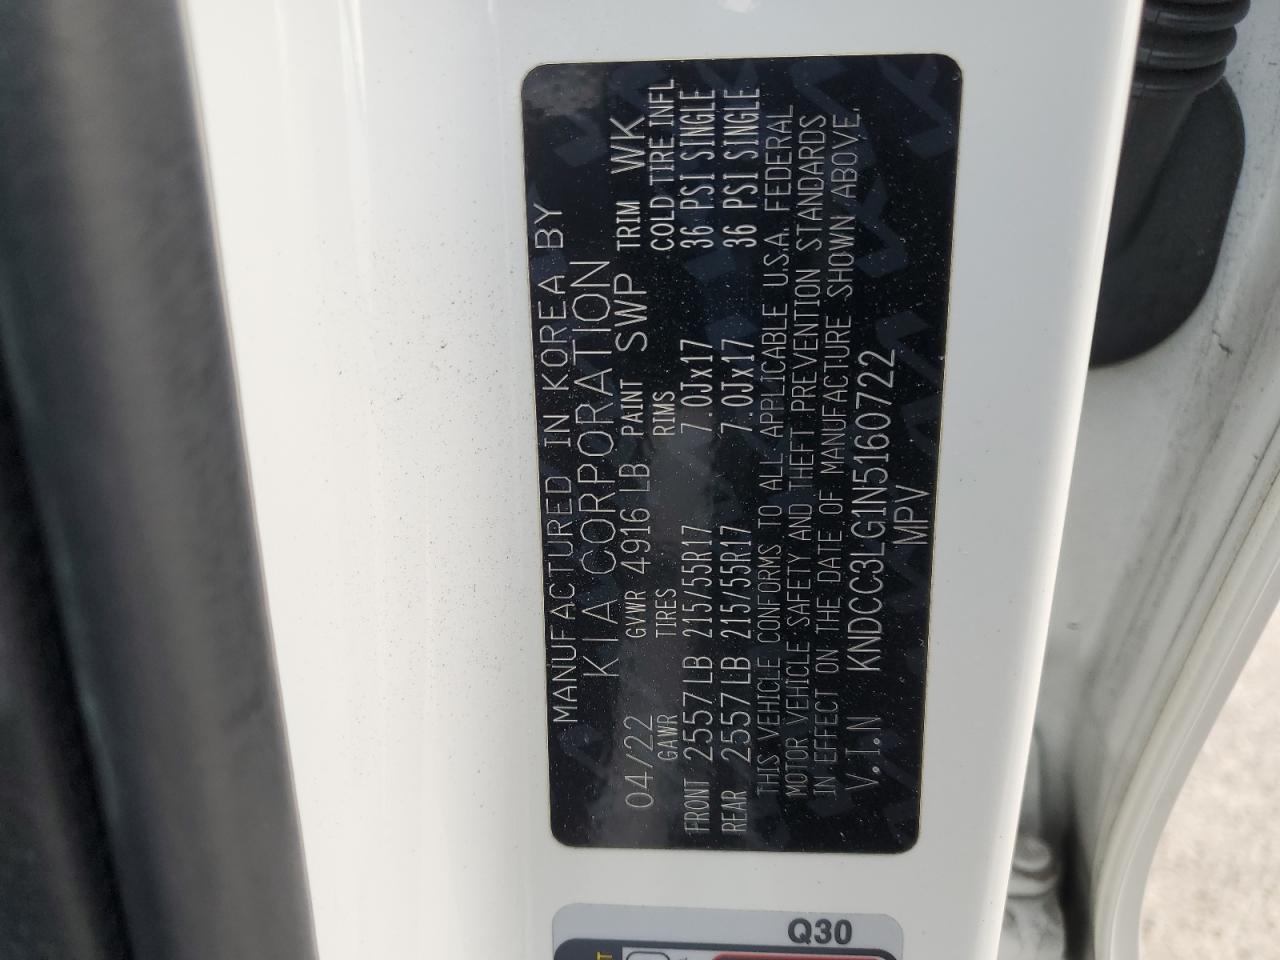 MANUFACTURED IN KOREA BY
KIA CORPORATION
04/22 GVWR 4916 LB PAINT SWP TRIM WK
GAWR TIRES RIMS COLD TIRE INFL
FRONT 2557 LB 215/55R17 7.0Jx17 36 PSI SINGLE
REAR 2557 LB 215/55R17 7.0Jx17 36 PSI SINGLE
THIS VEHICLE CONFORMS TO ALL APPLICABLE U.S.A. FEDERAL
MOTOR VEHICLE SAFETY AND THEFT PREVENTION STANDARDS
IN EFFECT ON THE DATE OF MANUFACTURE SHOWN ABOVE.
V.I.N KNDCC3LG1N5160722
MPV
Q30